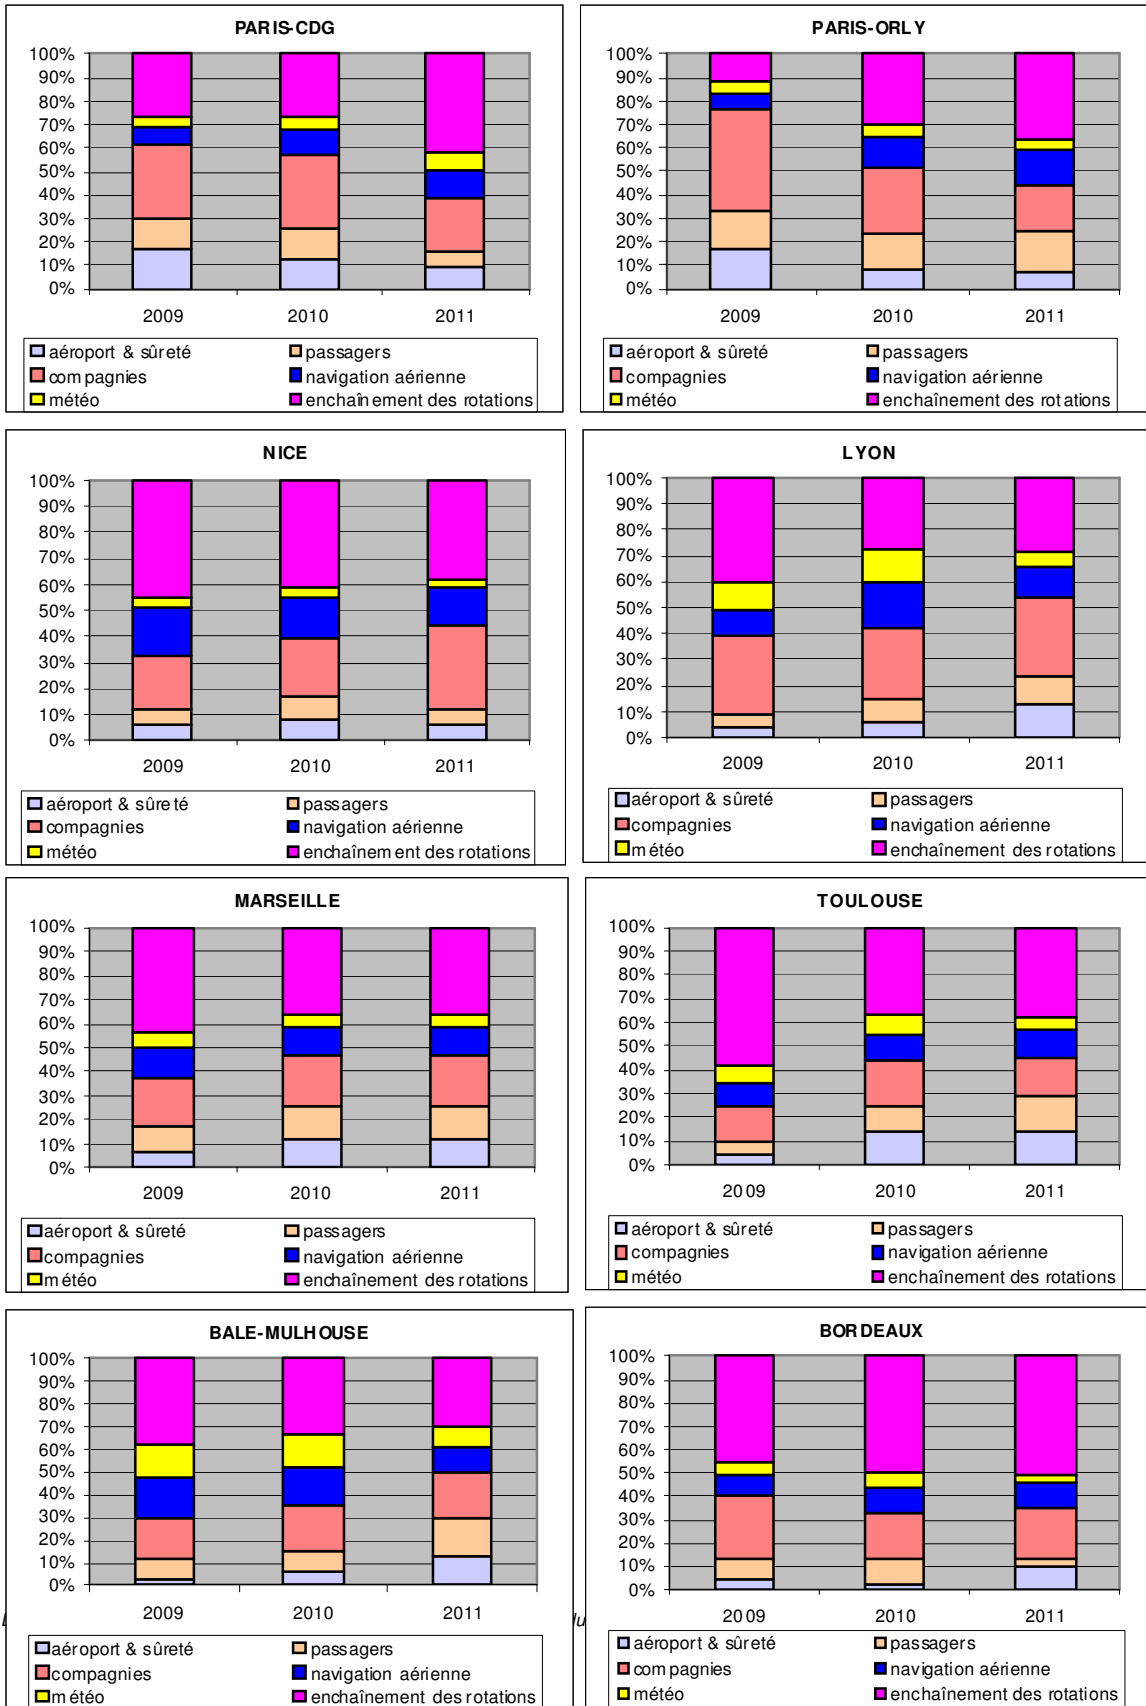 PARIS-CDG
100%
90%
80%
70%
60%
50%
40%
30%
20%
10%
0%
2009 2010 2011
aéroport & sûreté passagers
compagnies navigation aérienne
météo enchaînement des rotations
PARIS-ORLY
100%
90%
80%
70%
60%
50%
40%
30%
20%
10%
0%
2009 2010 2011
aéroport & sûreté passagers
compagnies navigation aérienne
météo enchaînement des rotations
NICE
100%
90%
80%
70%
60%
50%
40%
30%
20%
10%
0%
2009 2010 2011
aéroport & sûreté passagers
compagnies navigation aérienne
météo enchaînement des rotations
LYON
100%
90%
80%
70%
60%
50%
40%
30%
20%
10%
0%
2009 2010 2011
aéroport & sûreté passagers
compagnies navigation aérienne
météo enchaînement des rotations
MARSEILLE
100%
90%
80%
70%
60%
50%
40%
30%
20%
10%
0%
2009 2010 2011
aéroport & sûreté passagers
compagnies navigation aérienne
météo enchaînement des rotations
TOULOUSE
100%
90%
80%
70%
60%
50%
40%
30%
20%
10%
0%
2009 2010 2011
aéroport & sûreté passagers
compagnies navigation aérienne
météo enchaînement des rotations
BALE-MULHOUSE
100%
90%
80%
70%
60%
50%
40%
30%
20%
10%
0%
2009 2010 2011
aéroport & sûreté passagers
compagnies navigation aérienne
météo enchaînement des rotations
BORDEAUX
100%
90%
80%
70%
60%
50%
40%
30%
20%
10%
0%
2009 2010 2011
aéroport & sûreté passagers
compagnies navigation aérienne
météo enchaînement des rotations